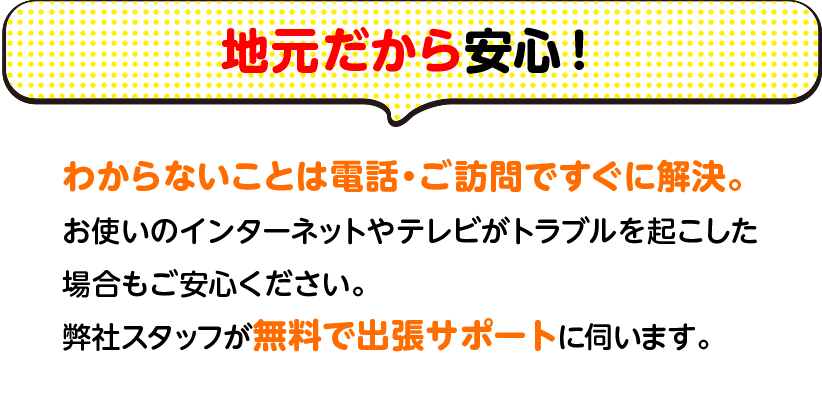 地元だから安心!
わからないことは電話・ご訪問ですぐに解決。
お使いのインターネットやテレビがトラブルを起こした
場合もご安心ください。
弊社スタッフが無料で出張サポートに伺います。